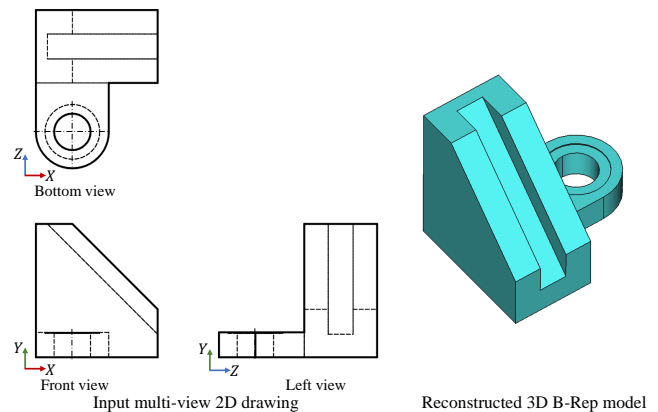 Z
X
Bottom view
Y
X
Front view
Y
Z
Left view
Input multi-view 2D drawing
Reconstructed 3D B-Rep model